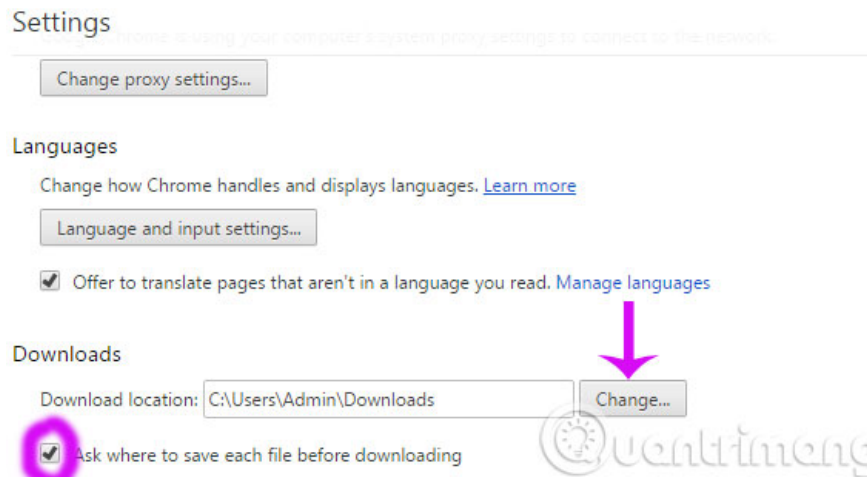 Settings
Google Chrome is using your computer's system proxy settings to connect to the network.
Change proxy settings...
Languages
Change how Chrome handles and displays languages. Learn more
Language and input settings...
Offer to translate pages that aren't in a language you read. Manage languages
Downloads
Download location: C:\Users\Admin\Downloads Change...
Ask where to save each file before downloading
Quantrimang